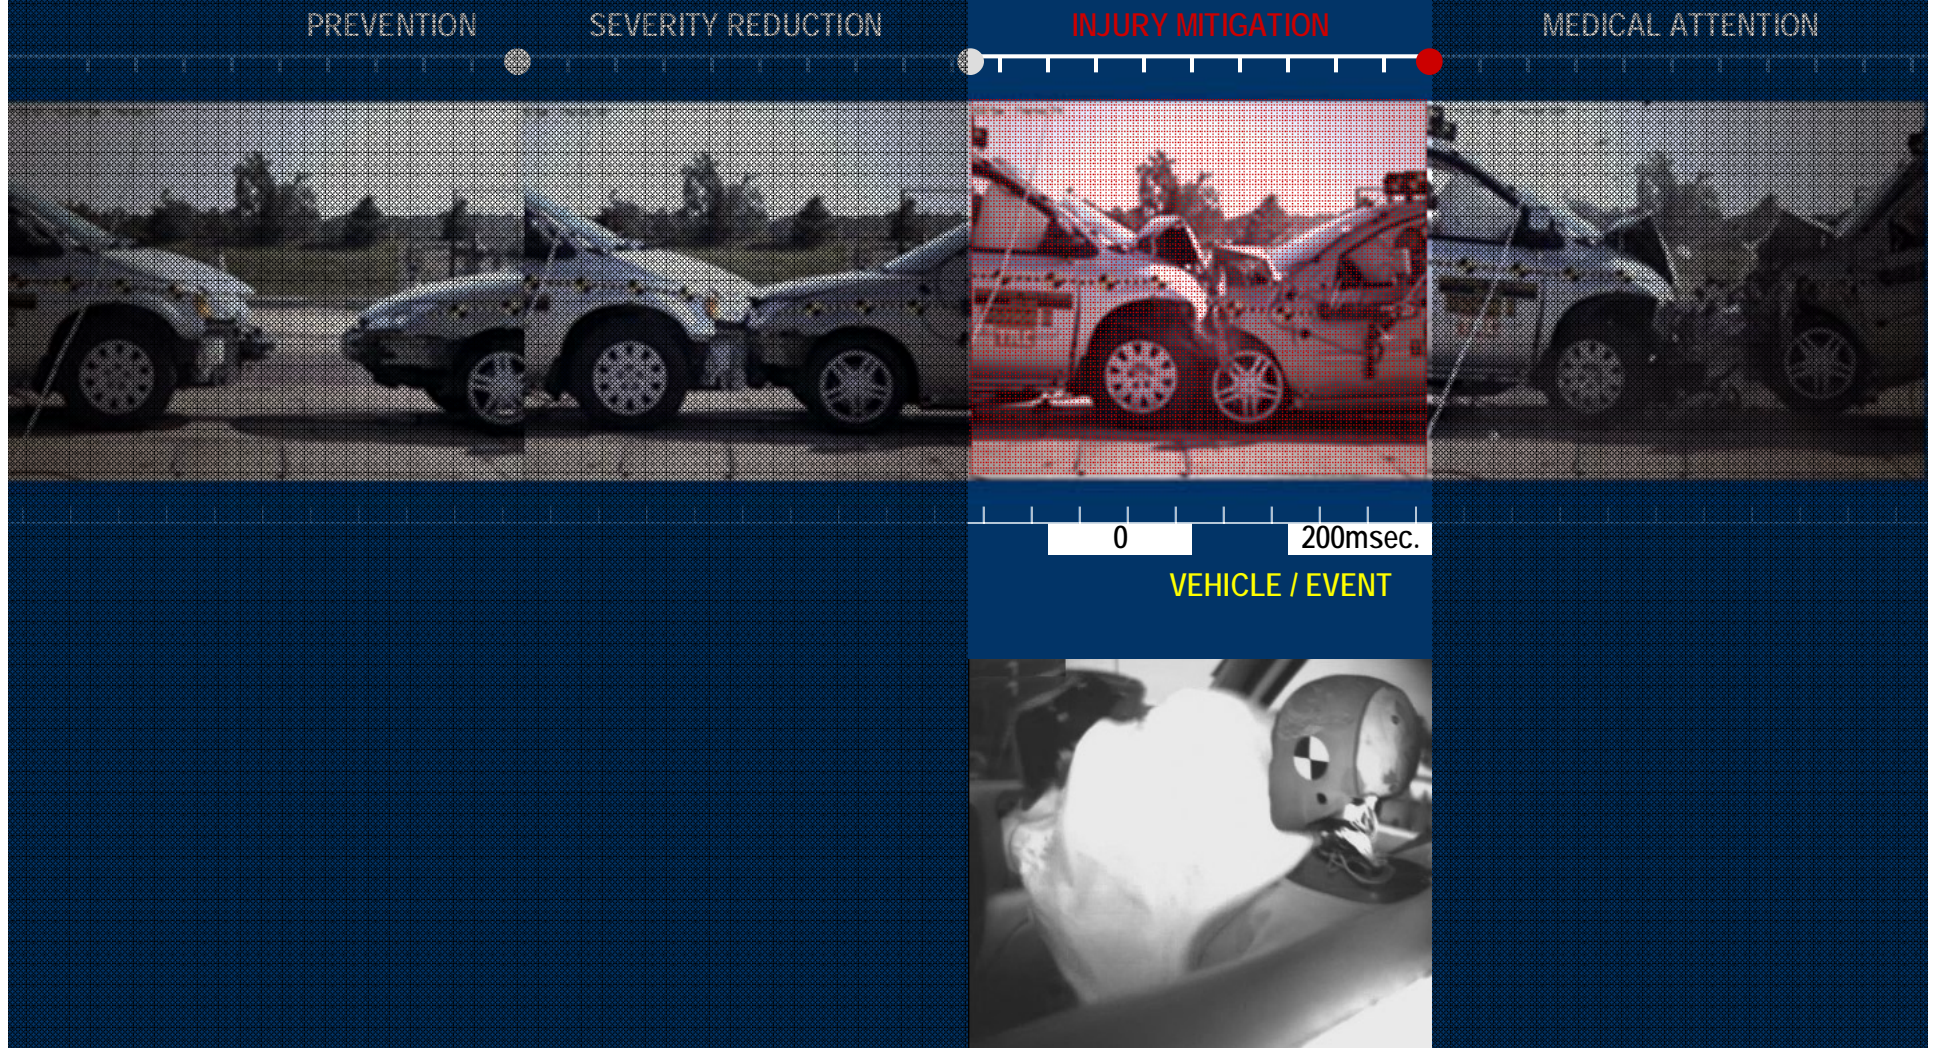 PREVENTION
SEVERITY REDUCTION
INJURY MITIGATION
MEDICAL ATTENTION
0
200msec.
VEHICLE / EVENT